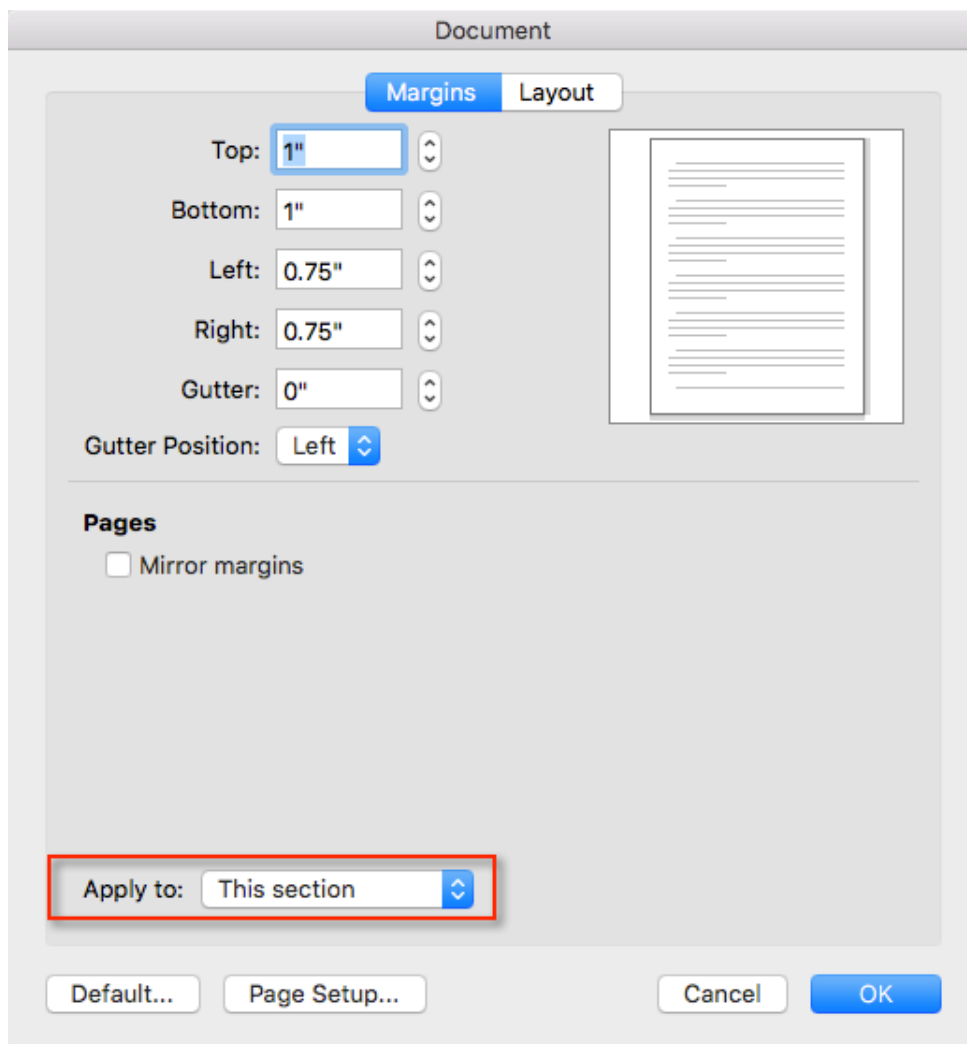 Document
Margins Layout
Top: 1"
Bottom: 1"
Left: 0.75"
Right: 0.75"
Gutter: 0"
Gutter Position: Left
Pages
Mirror margins
Apply to: This section
Default... Page Setup... Cancel OK